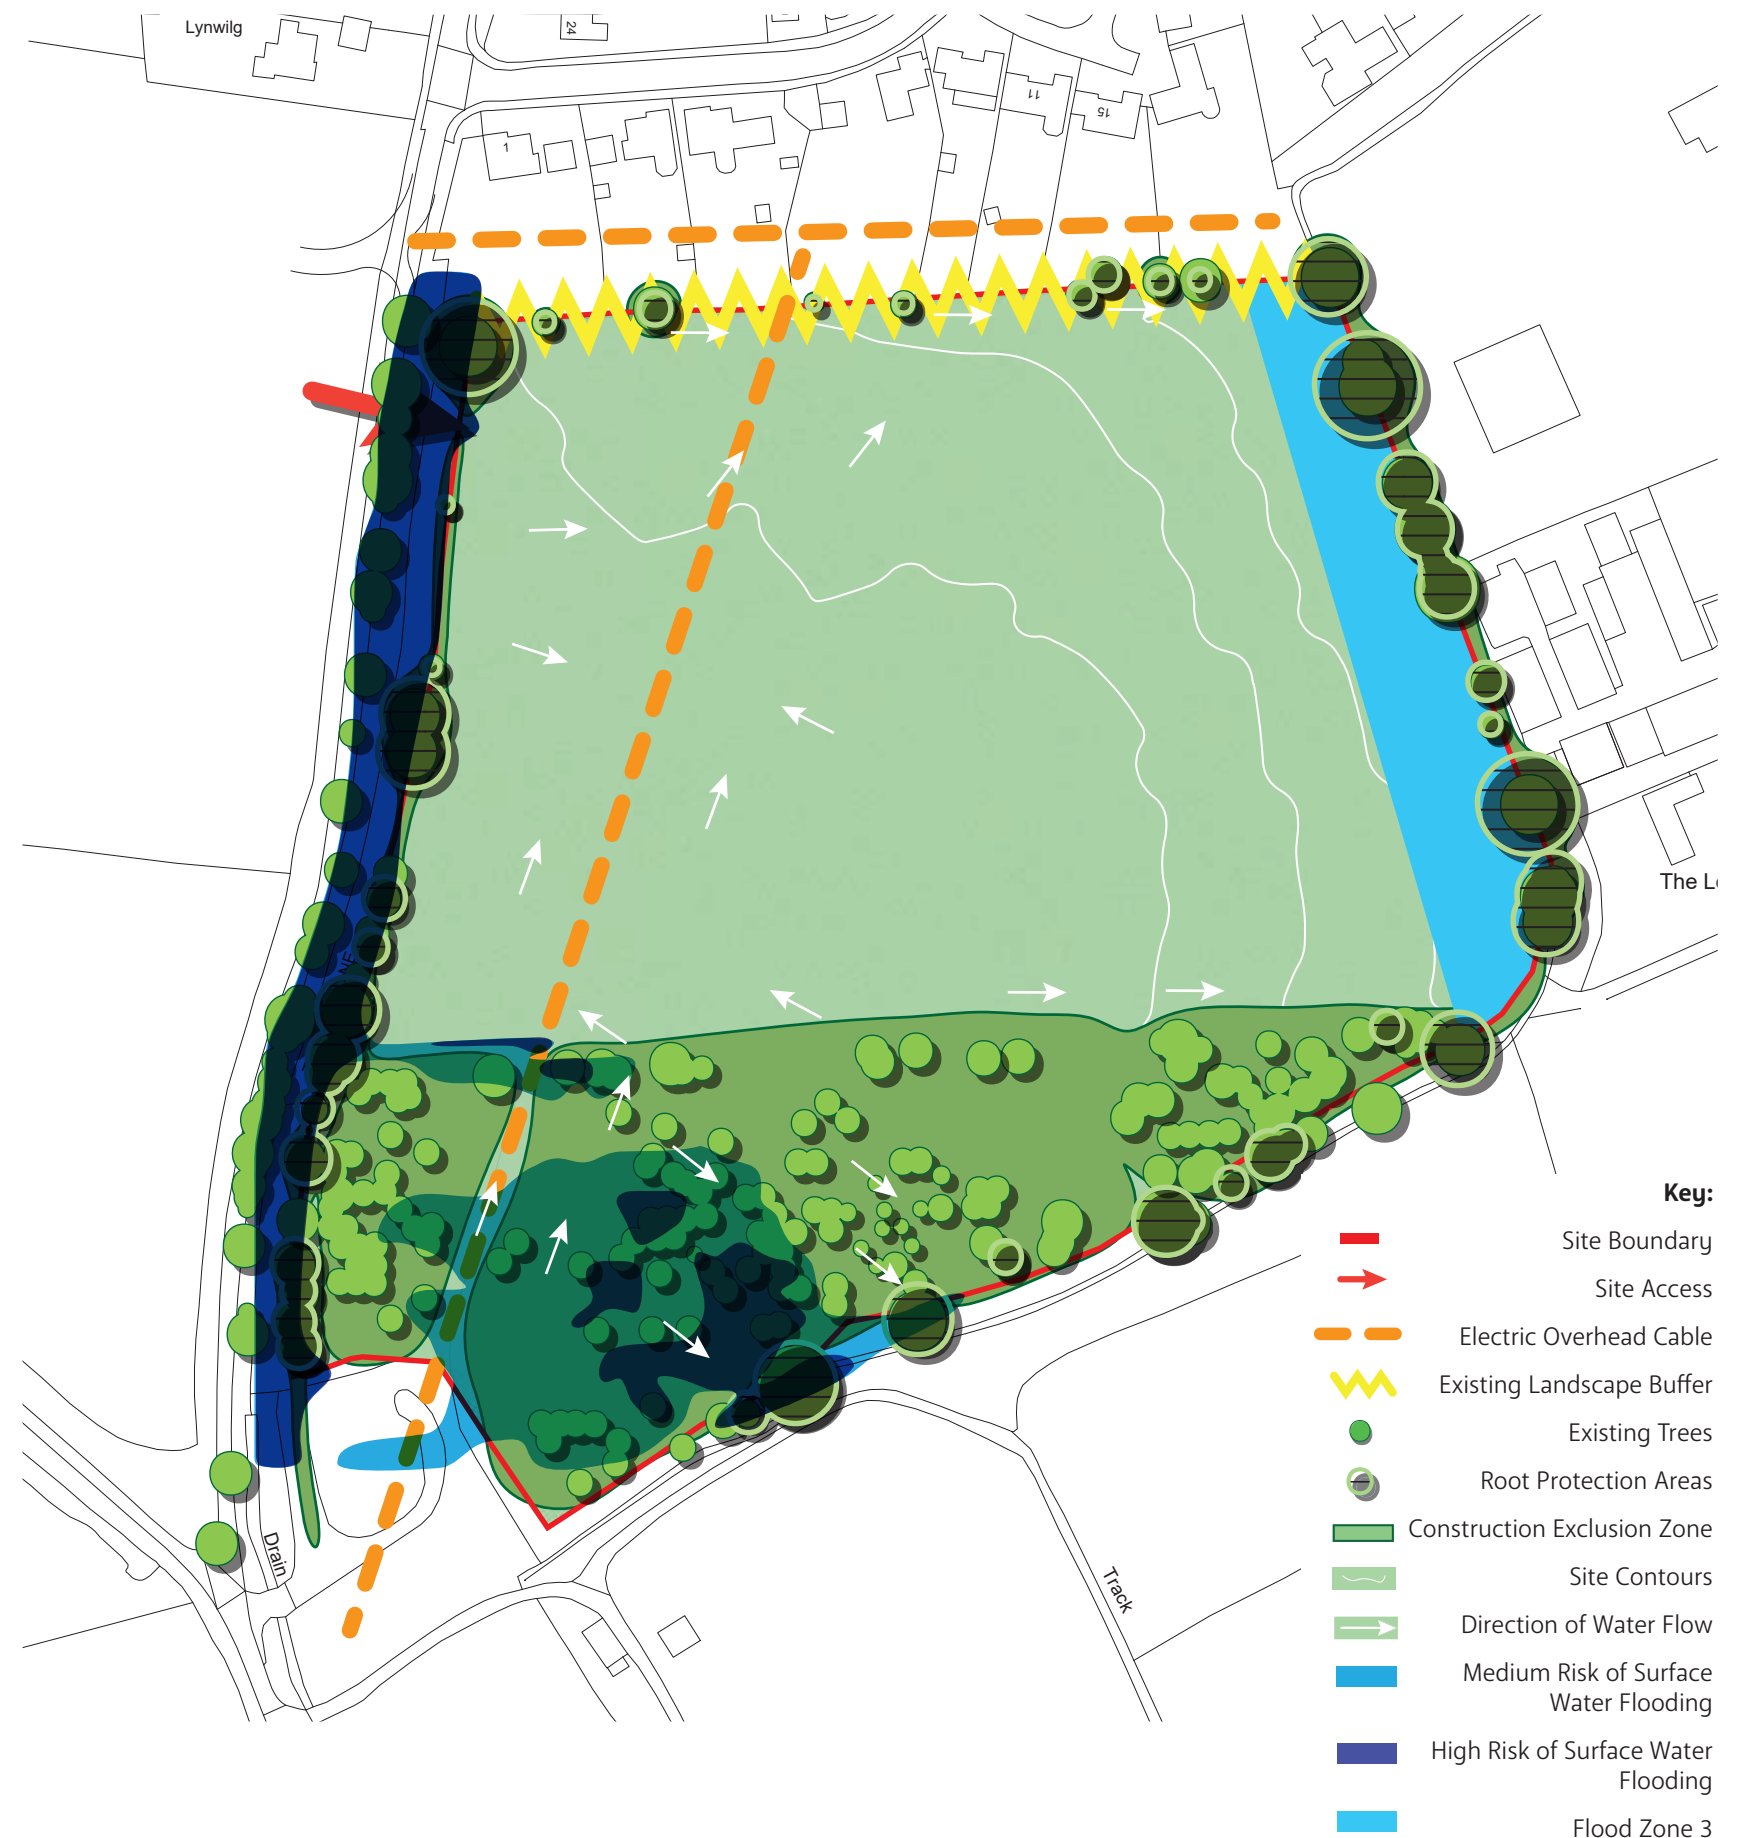 Lynwilg
24
11
15
1
The L
NE
Drain
Track
Key:
Site Boundary
Site Access
Electric Overhead Cable
Existing Landscape Buffer
Existing Trees
Root Protection Areas
Construction Exclusion Zone
Site Contours
Direction of Water Flow
Medium Risk of Surface
Water Flooding
High Risk of Surface Water
Flooding
Flood Zone 3